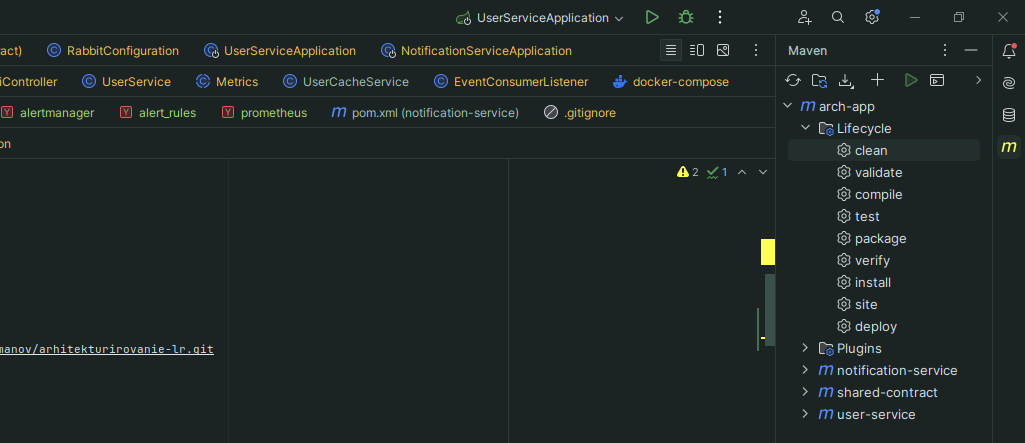 UserServiceApplication
ract) RabbitConfiguration UserServiceApplication NotificationServiceApplication
Maven
iController UserService Metrics UserCacheService EventConsumerListener docker-compose
alertmanager alert_rules prometheus pom.xml (notification-service) .gitignore
on
2 1
manov/arhitekturirovanie-lr.git
arch-app
Lifecycle
clean
validate
compile
test
package
verify
install
site
deploy
Plugins
notification-service
shared-contract
user-service